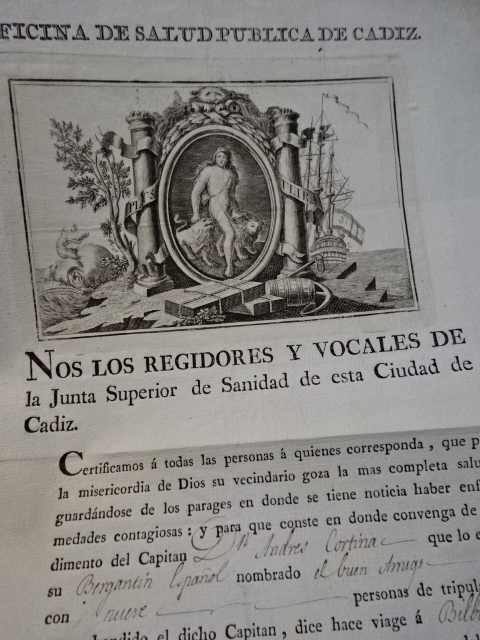 FICINA DE SALUD PUBLICA DE CADIZ.
PLUS
ULTRA
NOS LOS REGIDORES Y VOCALES DE
la Junta Superior de Sanidad de esta Ciudad de
Cadiz.
Certificamos á todas las personas á quienes corresponda, que p
la misericordia de Dios su vecindario goza la mas completa salu
guardándose de los parages en donde se tiene noticia haber enf
medades contagiosas: y para que conste en donde convenga de
dimento del Capitan Dn Andres Cortina que lo e
su Bergantin Español nombrado el buen Amigo
con nueve personas de tripul
el dicho Capitan, dice hace viage á Bilb